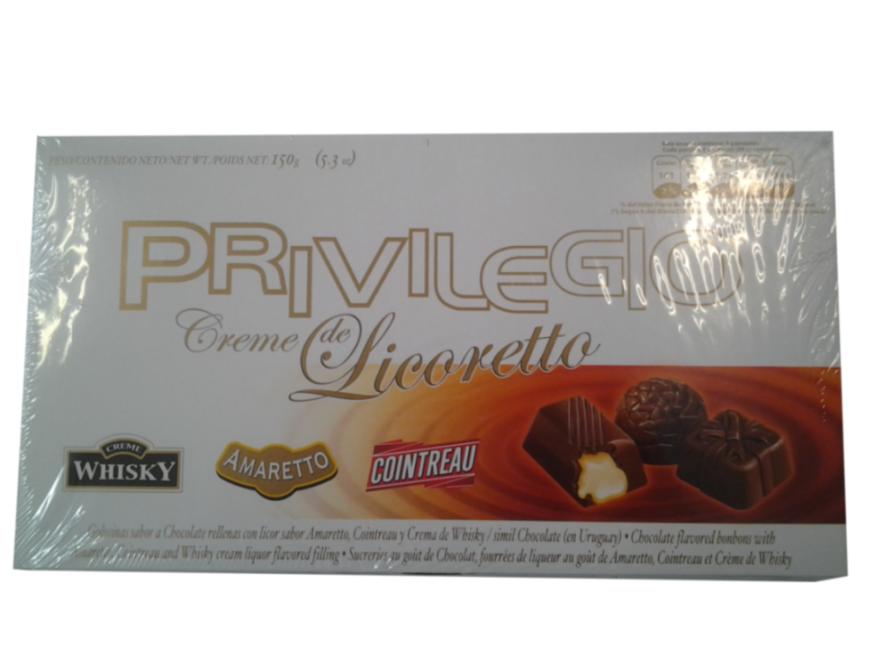 PESO/CONTENIDO NETO/NET WT./POIDS NET: 150g (5.3 oz)
PRIVILEGIO
Creme de Licoretto
CREME
WHISKY
AMARETTO
COINTREAU
sabor a Chocolate rellenas con licor sabor Amaretto, Cointreau y Crema de Whisky / simil Chocolate (en Uruguay) • Chocolate flavored bonbons with
Amaretto, Cointreau and Whisky cream liquor flavored filling • Sucreries au goût de Chocolat, fourrées de liqueur au goût de Amaretto, Cointreau et Crème de Whisky